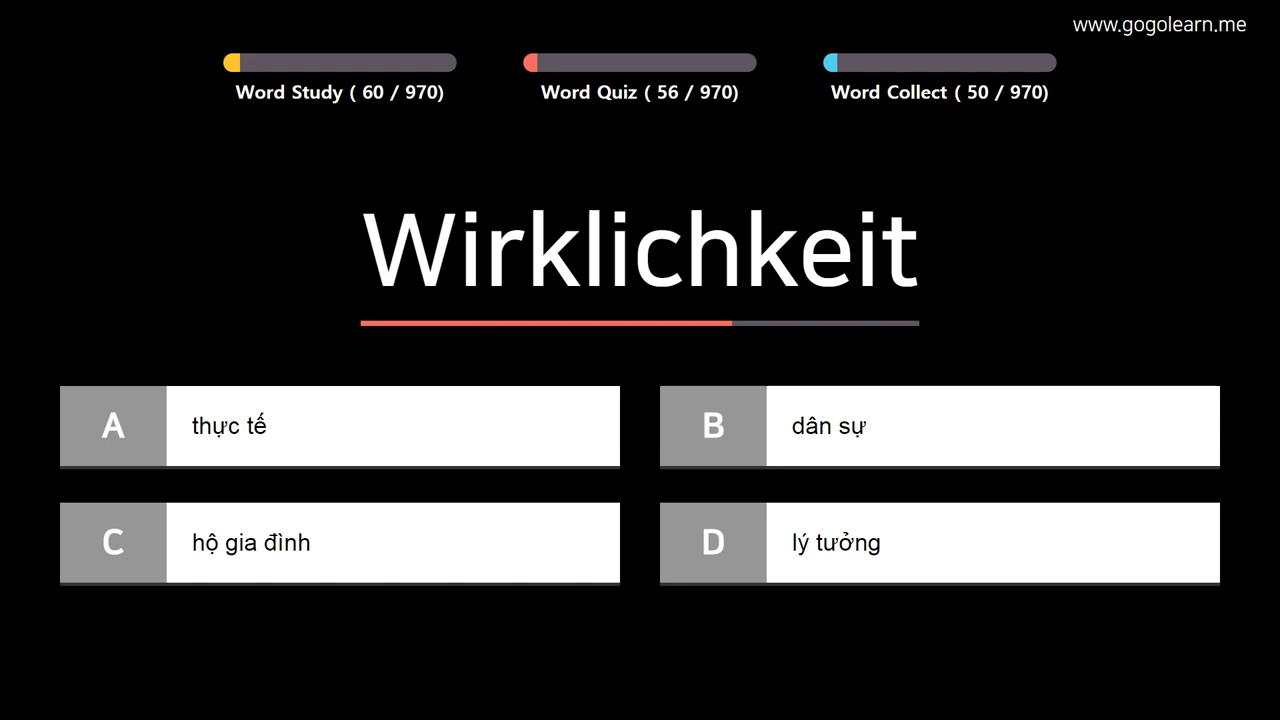 www.gogolearn.me
Word Study ( 60 / 970)
Word Quiz ( 56 / 970)
Word Collect ( 50 / 970)
Wirklichkeit
A thực tế
B dân sự
C hộ gia đình
D lý tưởng